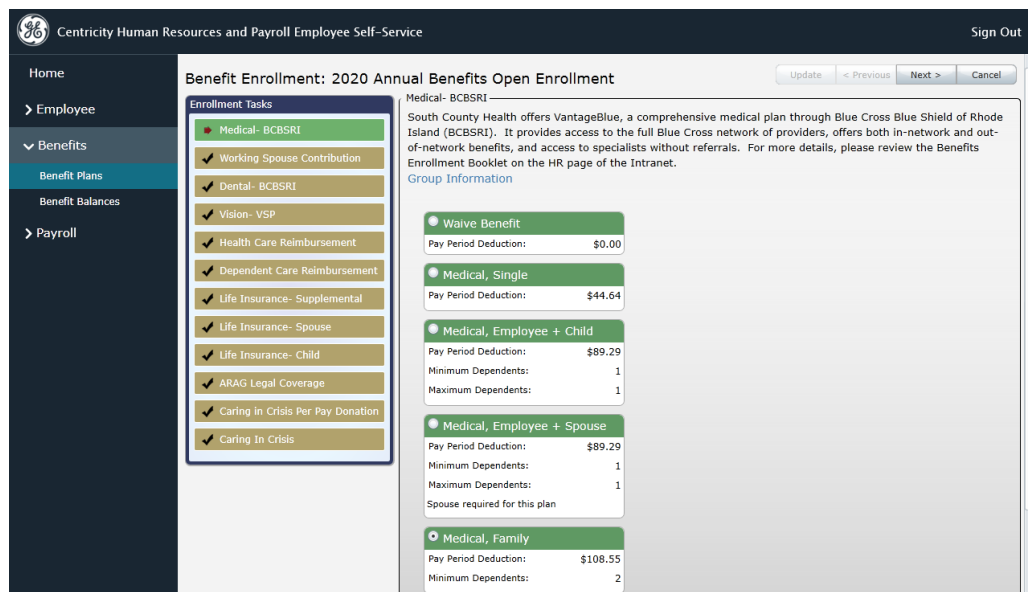 Centricity Human Resources and Payroll Employee Self-Service
Sign Out
Home
Employee
Benefits
Benefit Plans
Benefit Balances
Payroll
Benefit Enrollment: 2020 Annual Benefits Open Enrollment
Update
< Previous
Next >
Cancel
Enrollment Tasks
Medical- BCBSRI
Working Spouse Contribution
Dental- BCBSRI
Vision- VSP
Health Care Reimbursement
Dependent Care Reimbursement
Life Insurance- Supplemental
Life Insurance- Spouse
Life Insurance- Child
ARAG Legal Coverage
Caring in Crisis Per Pay Donation
Caring In Crisis
Medical- BCBSRI
South County Health offers VantageBlue, a comprehensive medical plan through Blue Cross Blue Shield of Rhode
Island (BCBSRI). It provides access to the full Blue Cross network of providers, offers both in-network and out-
of-network benefits, and access to specialists without referrals. For more details, please review the Benefits
Enrollment Booklet on the HR page of the Intranet.
Group Information
Waive Benefit
Pay Period Deduction: $0.00
Medical, Single
Pay Period Deduction: $44.64
Medical, Employee + Child
Pay Period Deduction: $89.29
Minimum Dependents: 1
Maximum Dependents: 1
Medical, Employee + Spouse
Pay Period Deduction: $89.29
Minimum Dependents: 1
Maximum Dependents: 1
Spouse required for this plan
Medical, Family
Pay Period Deduction: $108.55
Minimum Dependents: 2